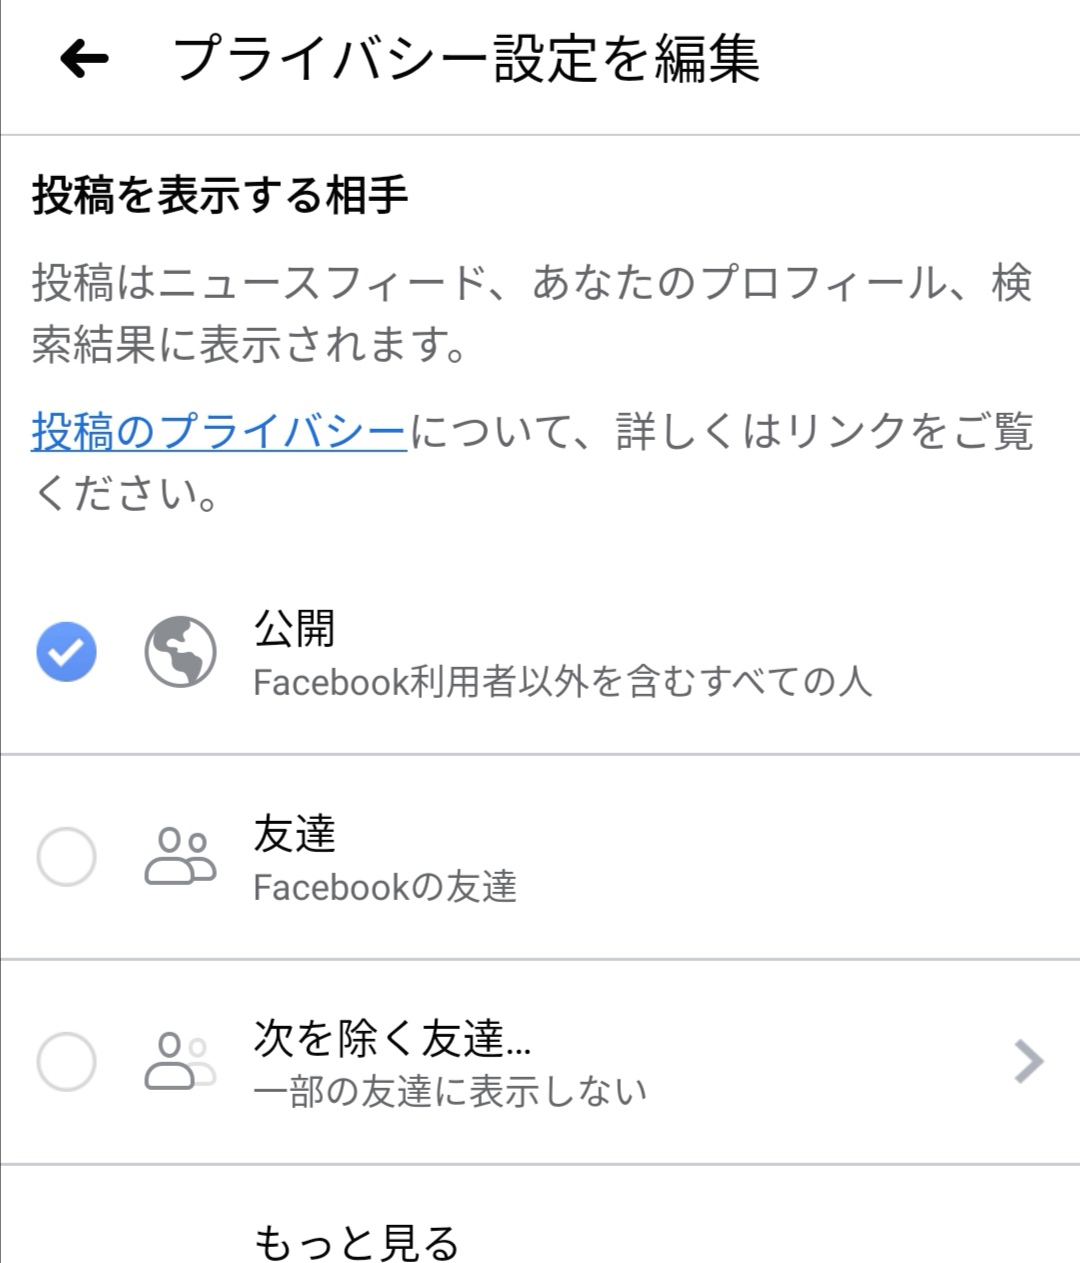 プライバシー設定を編集
投稿を表示する相手
投稿はニュースフィード、あなたのプロフィール、検
索結果に表示されます。
投稿のプライバシーについて、詳しくはリンクをご覧
ください。
公開
Facebook利用者以外を含むすべての人
友達
Facebookの友達
次を除く友達...
一部の友達に表示しない
もっと見る